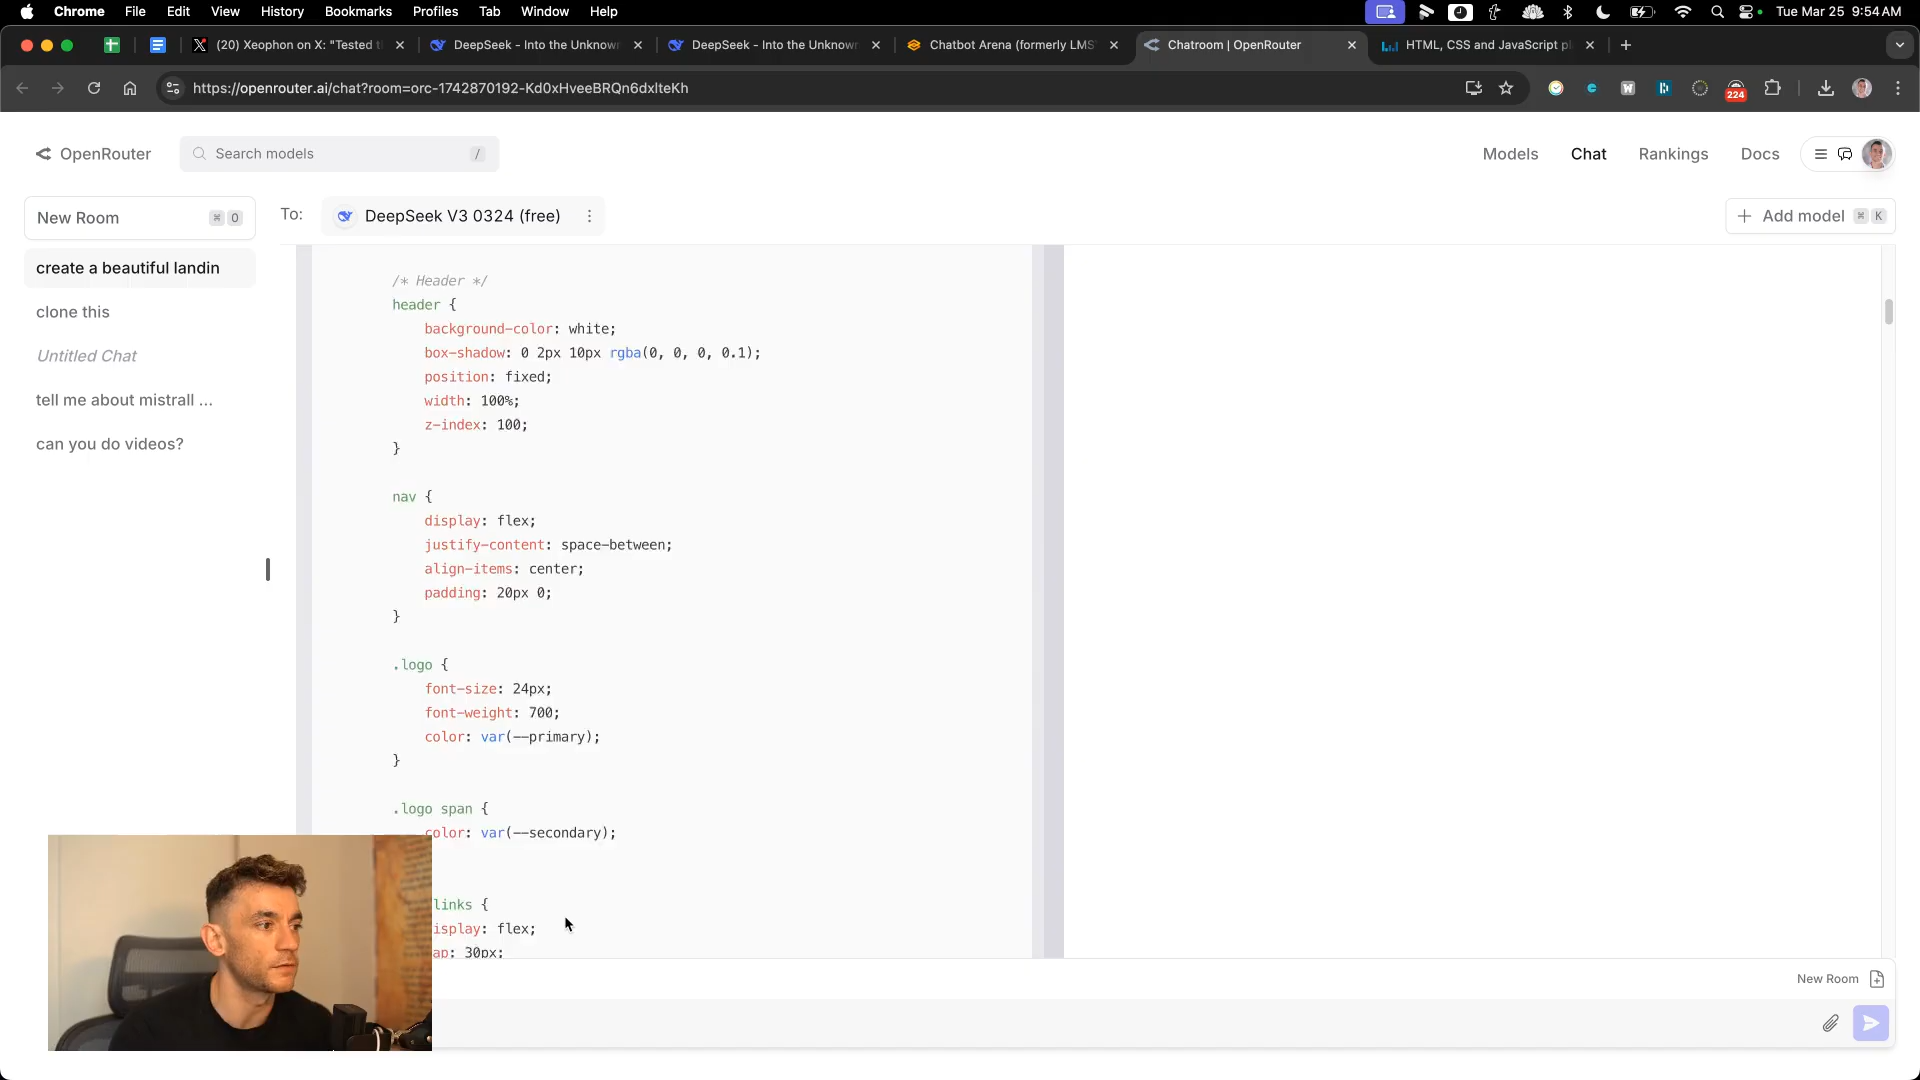 Chrome File Edit View History Bookmarks Profiles Tab Window Help
Tue Mar 25 9:54 AM
(20) Xeophon on X: "Tested t
DeepSeek - Into the Unknown
DeepSeek - Into the Unknown
Chatbot Arena (formerly LMS
Chatroom | OpenRouter
HTML, CSS and JavaScript pl
https://openrouter.ai/chat?room=orc-1742870192-Kd0xHveeBRQn6dxlteKh
224
OpenRouter
Search models /
Models Chat Rankings Docs
New Room ⌘ O
To: DeepSeek V3 0324 (free)
Add model ⌘ K
create a beautiful landin
clone this
Untitled Chat
tell me about mistrall ...
can you do videos?
/* Header */
header {
background-color: white;
box-shadow: 0 2px 10px rgba(0, 0, 0, 0.1);
position: fixed;
width: 100%;
z-index: 100;
}
nav {
display: flex;
justify-content: space-between;
align-items: center;
padding: 20px 0;
}
.logo {
font-size: 24px;
font-weight: 700;
color: var(--primary);
}
.logo span {
color: var(--secondary);
links {
isplay: flex;
ap: 30px;
New Room